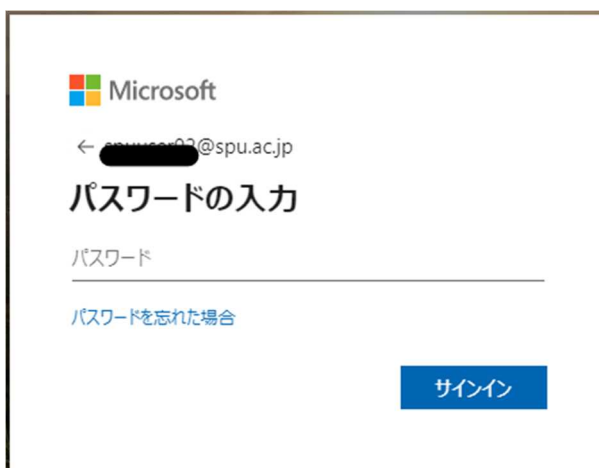 Microsoft
← @spu.ac.jp
パスワードの入力
パスワード
パスワードを忘れた場合
サインイン